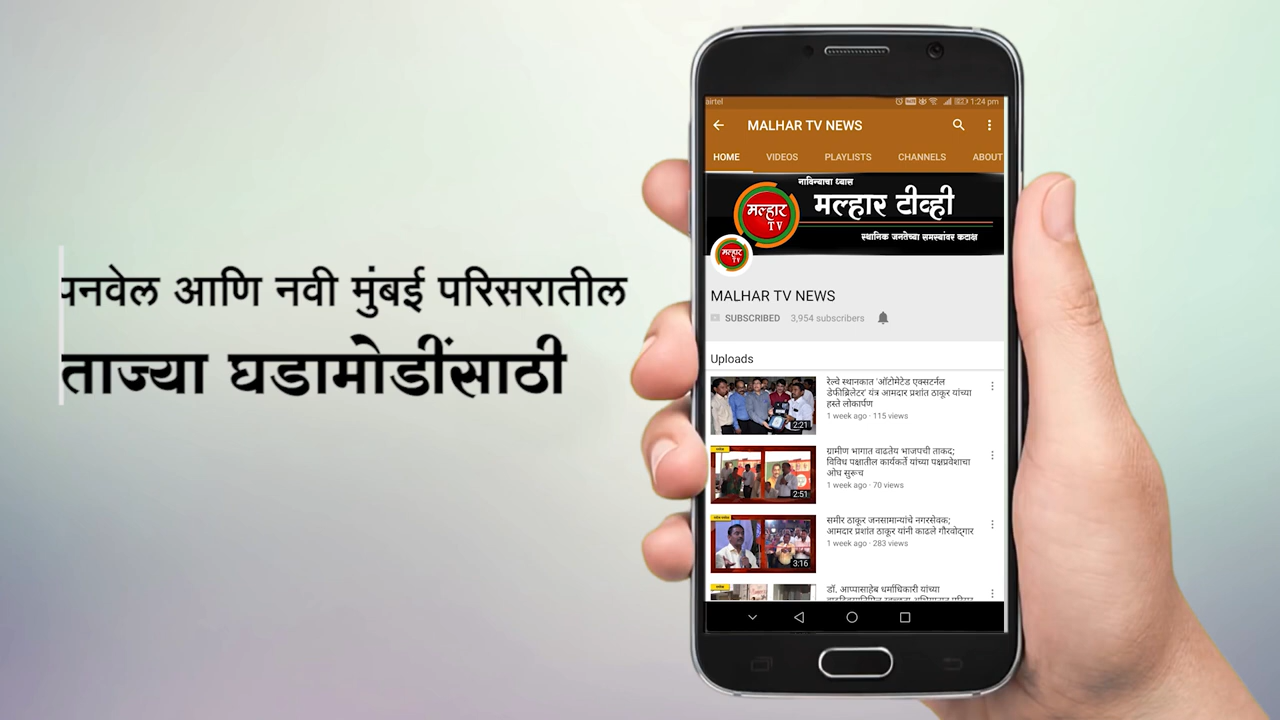 पनवेल आणि नवी मुंबई परिसरातील
ताज्या घडामोडींसाठी
airtel
1:24 pm
MALHAR TV NEWS
HOME VIDEOS PLAYLISTS CHANNELS ABOUT
नाविन्याचा ध्यास
मल्हार टीव्ही
मल्हार
TV
स्थानिक जनतेच्या समस्यांवर कटाक्ष
मल्हार
TV
MALHAR TV NEWS
SUBSCRIBED 3,954 subscribers
Uploads
रेल्वे स्थानकात 'ऑटोमेटेड एक्सटर्नल
डेफीब्रिलेटर' यंत्र आमदार प्रशांत ठाकूर यांच्या
हस्ते लोकार्पण
1 week ago · 115 views
2:21
ग्रामीण भागात वाढतेय भाजपची ताकद;
विविध पक्षातील कार्यकर्ते यांच्या पक्षप्रवेशाचा
ओघ सुरूच
1 week ago · 70 views
2:51
समीर ठाकूर जनसामान्यांचे नगरसेवक;
आमदार प्रशांत ठाकूर यांनी काढले गौरवोद्‌गार
1 week ago · 283 views
3:16
डॉ. आप्पासाहेब धर्माधिकारी यांच्या